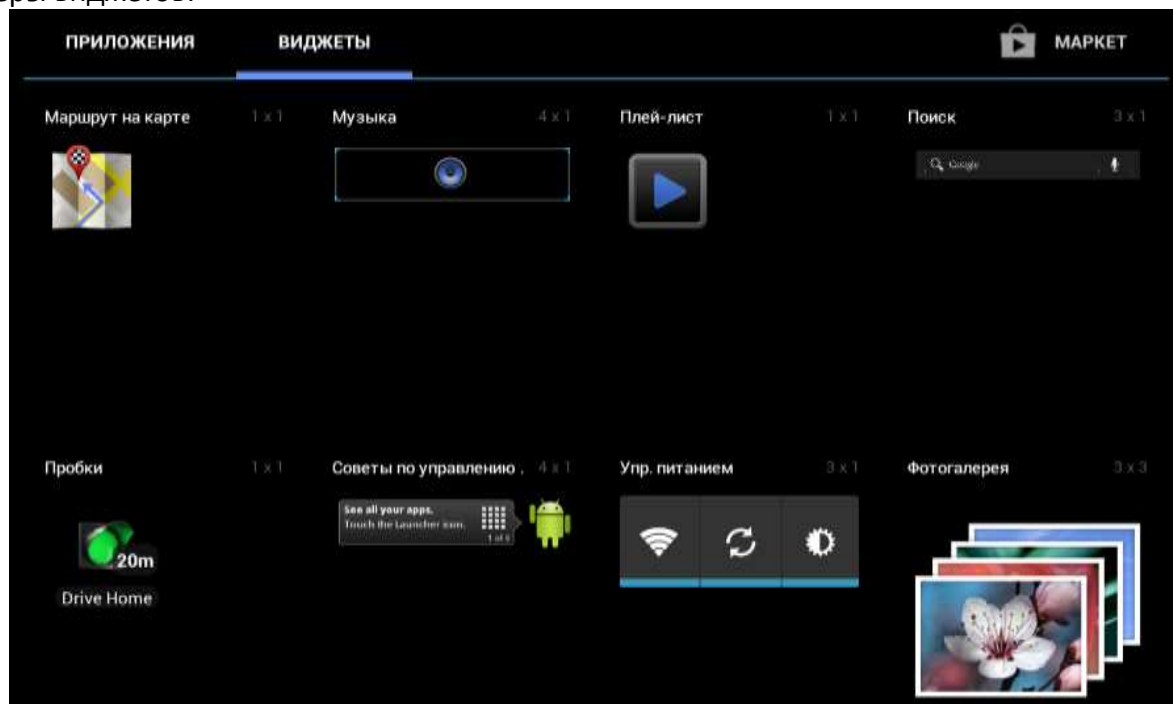 ПРИЛОЖЕНИЯ ВИДЖЕТЫ МАРКЕТ
Маршрут на карте 1 x 1 Музыка 4 x 1 Плей-лист 1 x 1 Поиск 3 x 1
Google
Пробки 1 x 1 Советы по управлению . 4 x 1 Упр. питанием 3 x 1 Фотогалерея 3 x 3
See all your apps.
Touch the Launcher icon.
1 of 6
20m
Drive Home